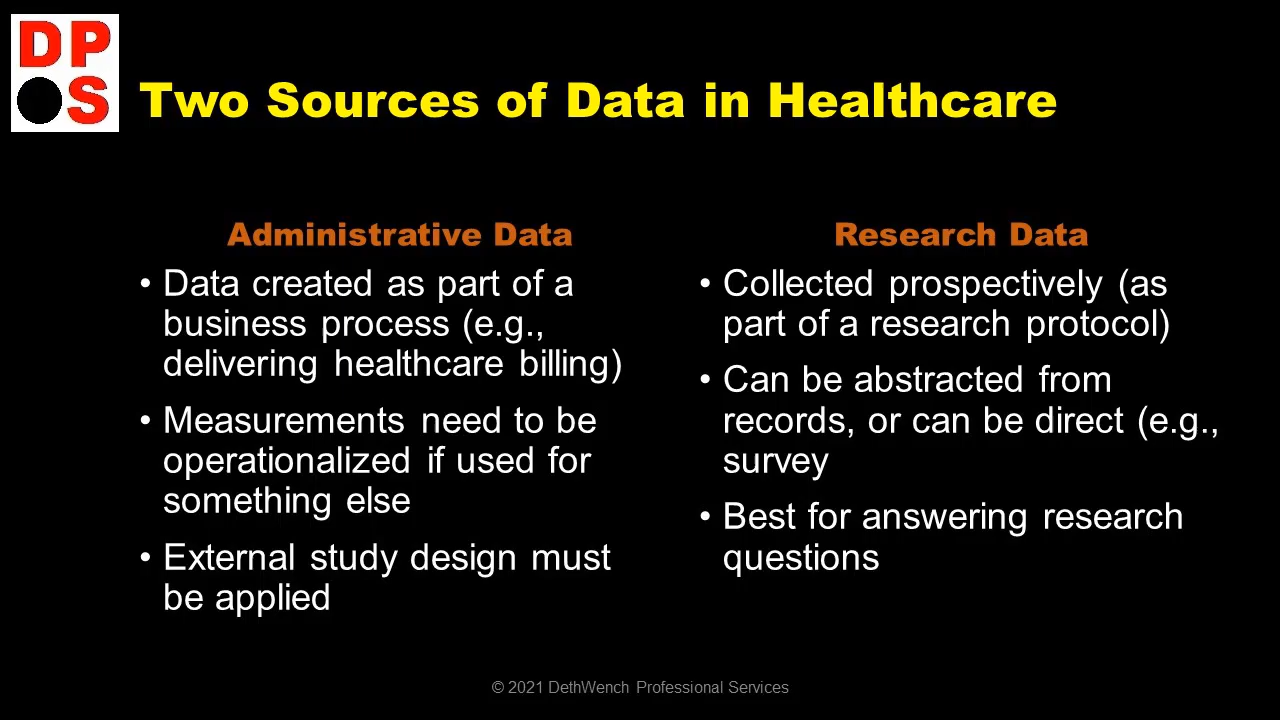 DP
S
Two Sources of Data in Healthcare
Administrative Data
• Data created as part of a
business process (e.g.,
delivering healthcare billing)
• Measurements need to be
operationalized if used for
something else
• External study design must
be applied
Research Data
• Collected prospectively (as
part of a research protocol)
• Can be abstracted from
records, or can be direct (e.g.,
survey
• Best for answering research
questions
© 2021 DethWench Professional Services